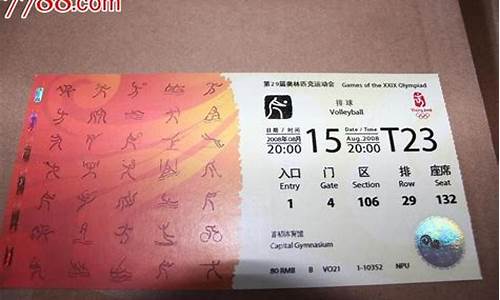 7788.com
第29届奥林匹克运动会 Games of the XXIX Olympiad
排球
Volleyball
日期 / 时间
2008年08月
20:00
15
Date / Time
Aug.2008
20:00
T23
入口 门 区 排 座席
Entry Gate Section Row Seat
1 4 106 29 132
首都体育馆
Capital Gymnasium
80 RMB B VO21 1-10352 NPU